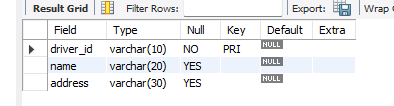 Result Grid Filter Rows: Export: Wrap C
Field Type Null Key Default Extra
driver_id varchar(10) NO PRI NULL
name varchar(20) YES NULL
address varchar(30) YES NULL